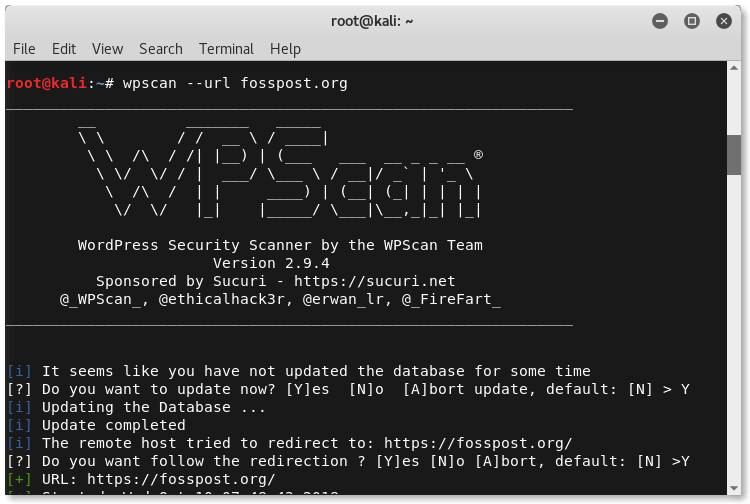 root@kali: ~
File Edit View Search Terminal Help
root@kali:~# wpscan --url fosspost.org
WPScan ®
WordPress Security Scanner by the WPScan Team
Version 2.9.4
Sponsored by Sucuri - https://sucuri.net
@_WPScan_, @ethicalhack3r, @erwan_lr, @_FireFart_
[i] It seems like you have not updated the database for some time
[?] Do you want to update now? [Y]es  [N]o  [A]bort update, default: [N] > Y
[i] Updating the Database ...
[i] Update completed
[i] The remote host tried to redirect to: https://fosspost.org/
[?] Do you want follow the redirection ? [Y]es [N]o [A]bort, default: [N] >Y
[+] URL: https://fosspost.org/